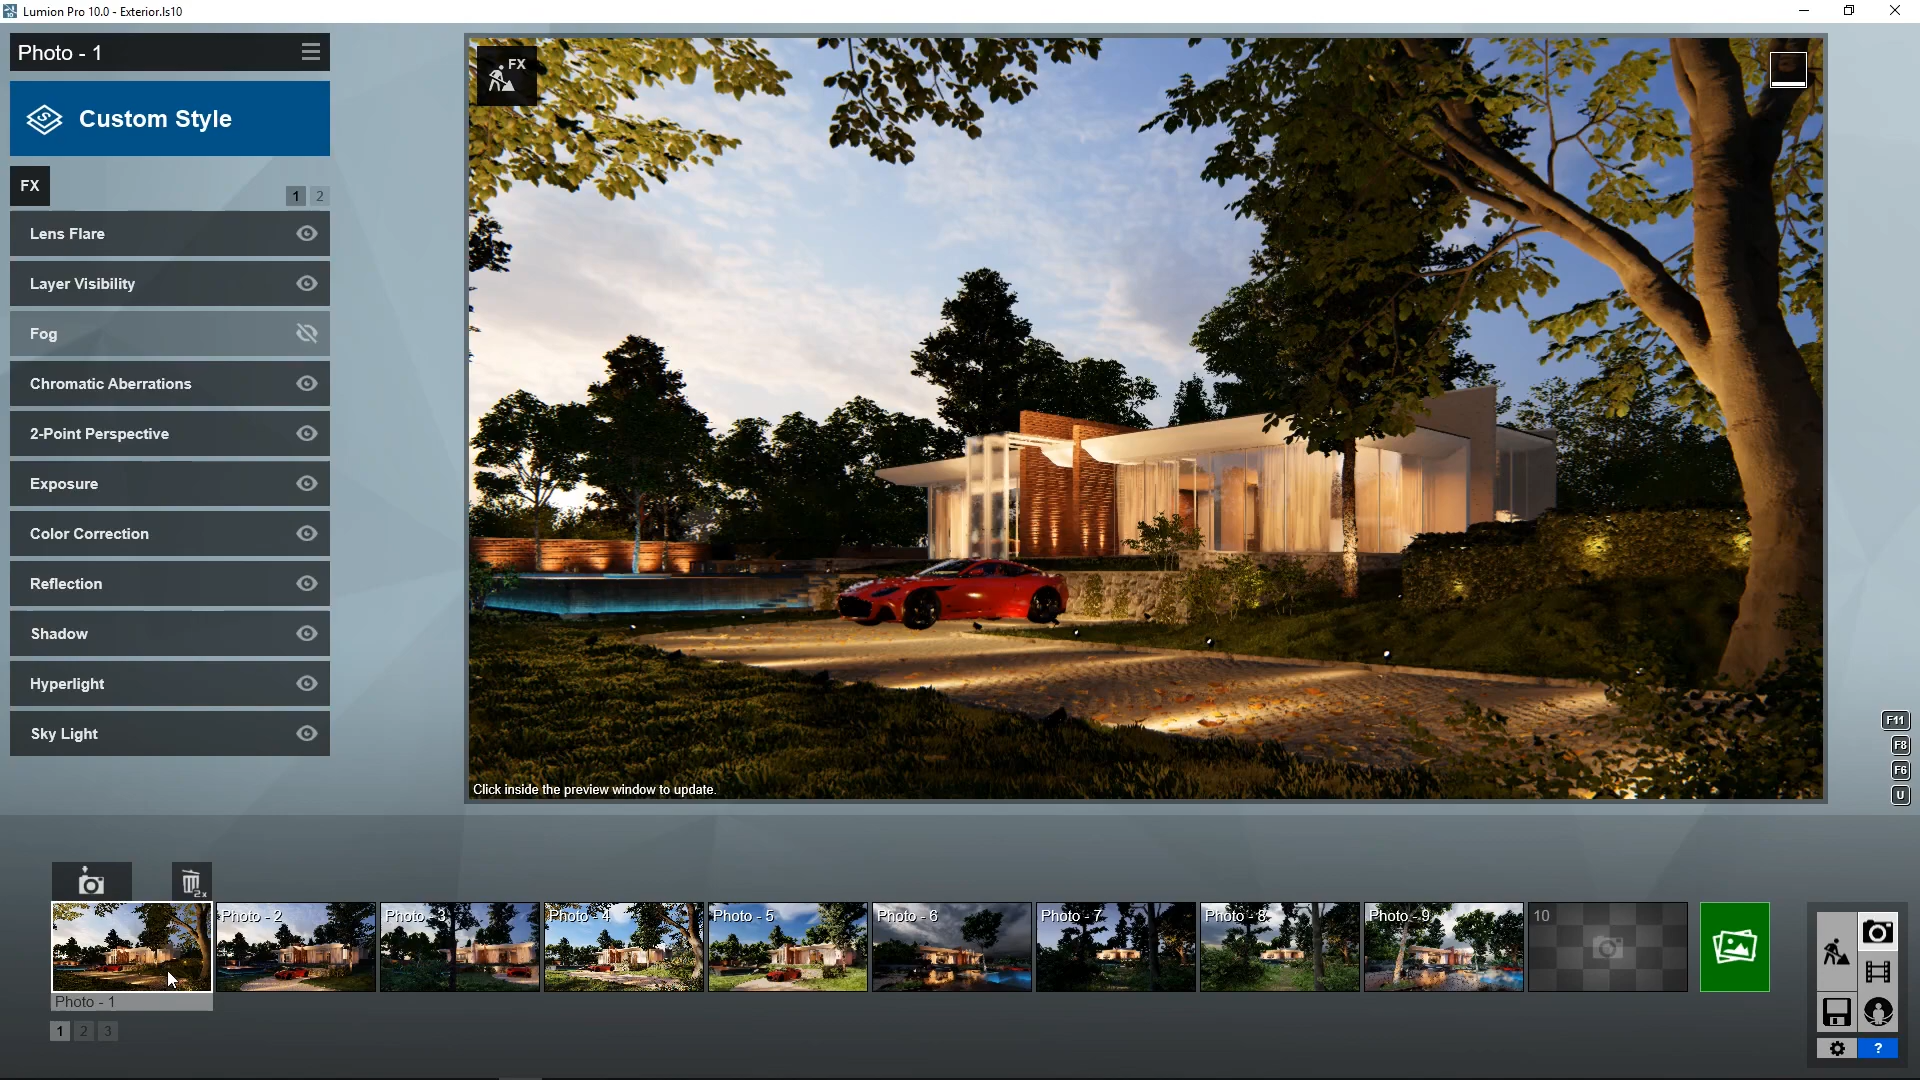 Lumion Pro 10.0 - Exterior.ls10
Photo - 1
Custom Style
FX
1 2
Lens Flare
Layer Visibility
Fog
Chromatic Aberrations
2-Point Perspective
Exposure
Color Correction
Reflection
Shadow
Hyperlight
Sky Light
FX
Click inside the preview window to update.
F11
F8
F6
U
2x
Photo - 2
Photo - 3
Photo - 4
Photo - 5
Photo - 6
Photo - 7
Photo - 8
Photo - 9
10
Photo - 1
1 2 3
?